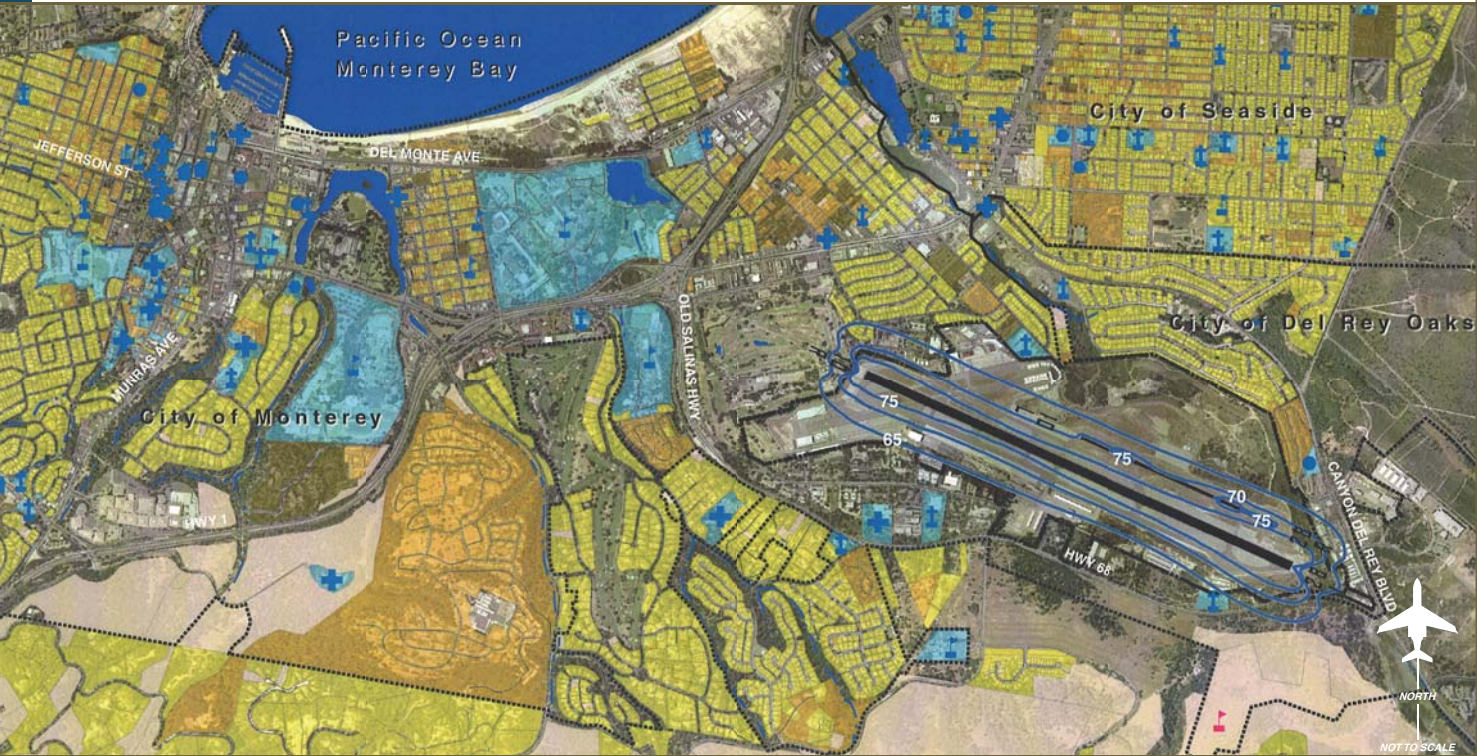 Pacific Ocean
Monterey Bay
City of Seaside
JEFFERSON ST
DEL MONTE AVE
City of Del Rey Oaks
OLD SALINAS HWY
MUNRAS AVE
City of Monterey
75
65
75
70
75
CANYON DEL REY BLVD
HWY 1
HWY 68
NORTH
NOT TO SCALE